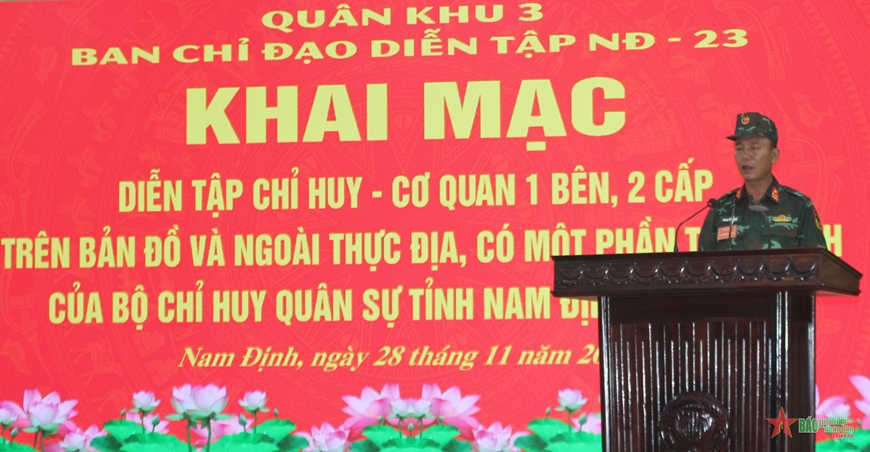 QUÂN KHU 3
BAN CHỈ ĐẠO DIỄN TẬP NĐ - 23
KHAI MẠC
DIỄN TẬP CHỈ HUY - CƠ QUAN 1 BÊN, 2 CẤP
TRÊN BẢN ĐỒ VÀ NGOÀI THỰC ĐỊA, CÓ MỘT PHẦN
CỦA BỘ CHỈ HUY QUÂN SỰ TỈNH NAM
Nam Định, ngày 28 tháng 11 năm
BÁO